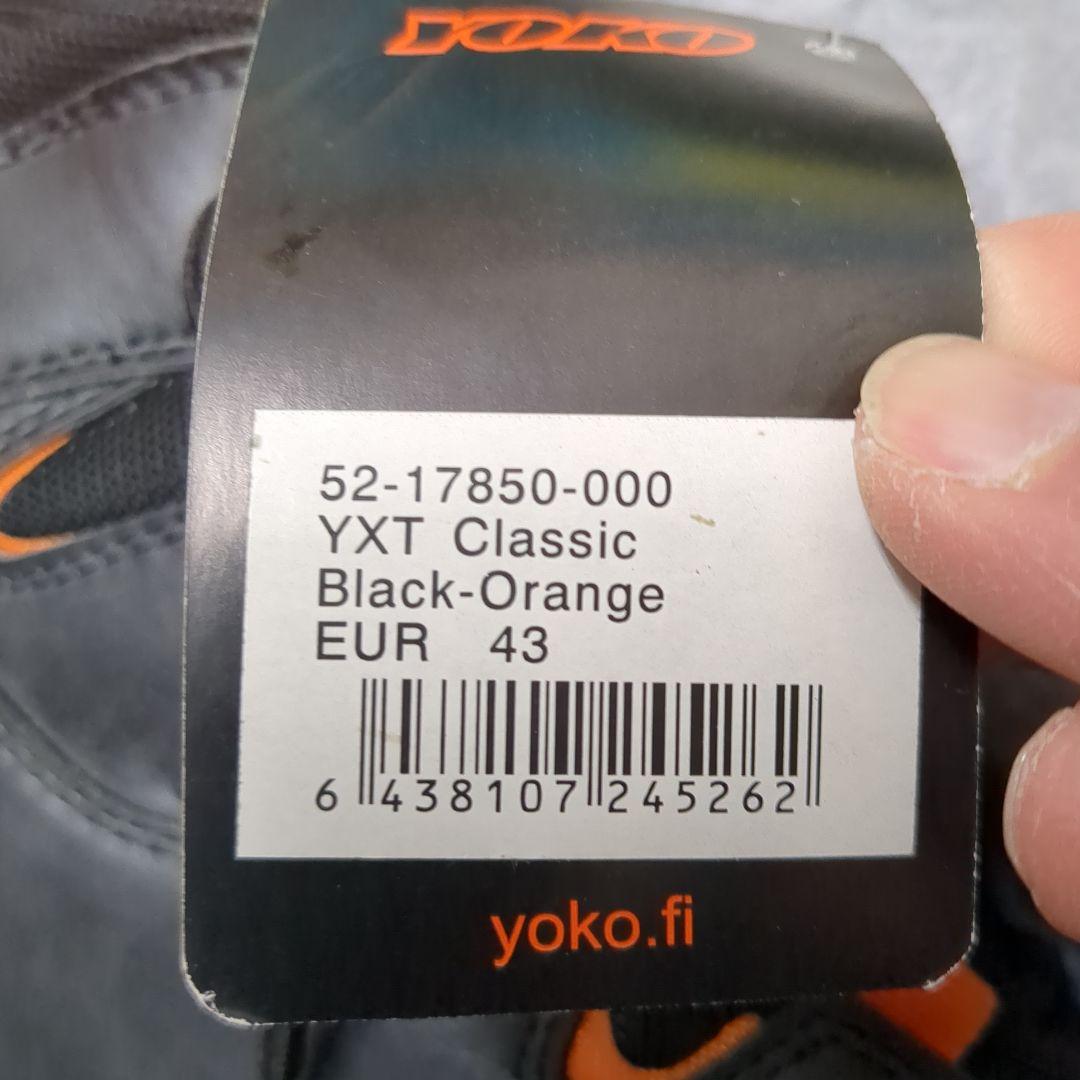 YOKO
52-17850-000
YXT Classic
Black-Orange
EUR 43
6 438107 245262
yoko.fi